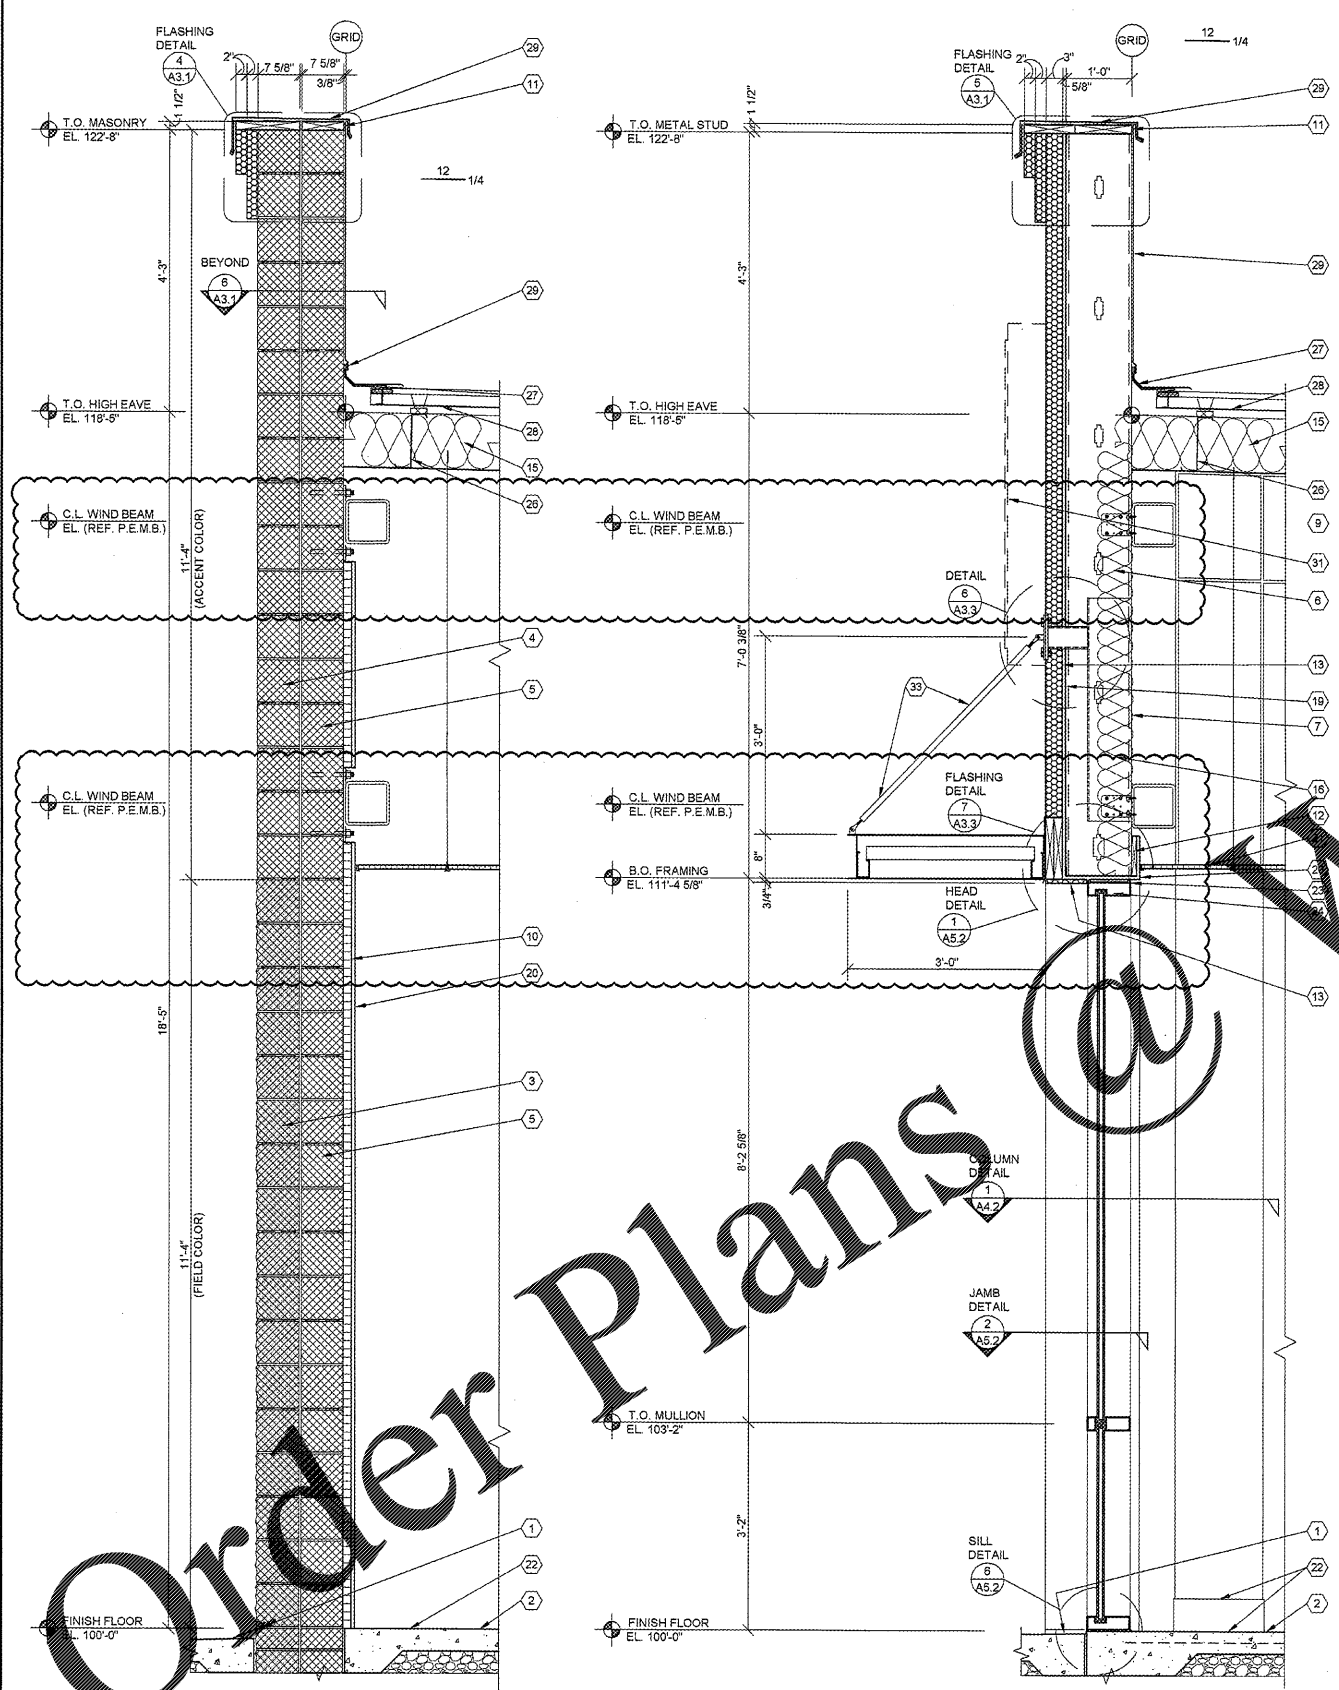 FLASHING
DETAIL
4
A3.1
2"
7 5/8"
7 5/8"
3/8"
1 1/2"
GRID
29
11
T.O. MASONRY
EL. 122'-8"
12
1/4
4'-3"
BEYOND
6
A3.1
29
27
T.O. HIGH EAVE
EL. 118'-5"
28
15
26
C.L. WIND BEAM
EL. (REF. P.E.M.B.)
11'-4"
(ACCENT COLOR)
4
5
C.L. WIND BEAM
EL. (REF. P.E.M.B.)
10
20
18'-5"
3
5
11'-4"
(FIELD COLOR)
1
22
2
FINISH FLOOR
EL. 100'-0"
FLASHING
DETAIL
5
A3.1
2"
3"
5/8"
1'-0"
1 1/2"
GRID
12
1/4
29
11
T.O. METAL STUD
EL. 122'-8"
4'-3"
29
27
28
T.O. HIGH EAVE
EL. 118'-5"
15
26
9
C.L. WIND BEAM
EL. (REF. P.E.M.B.)
31
DETAIL
6
A3.3
6
7'-0 3/8"
13
33
19
7
3'-0"
FLASHING
DETAIL
7
A3.3
16
C.L. WIND BEAM
EL. (REF. P.E.M.B.)
12
8"
B.O. FRAMING
EL. 111'-4 5/8"
23
3/4"
HEAD
DETAIL
1
A5.2
3'-0"
13
8'-2 5/8"
COLUMN
DETAIL
1
A4.2
JAMB
DETAIL
2
A5.2
T.O. MULLION
EL. 103'-2"
3'-2"
SILL
DETAIL
6
A5.2
1
22
2
FINISH FLOOR
EL. 100'-0"
Order Plans @